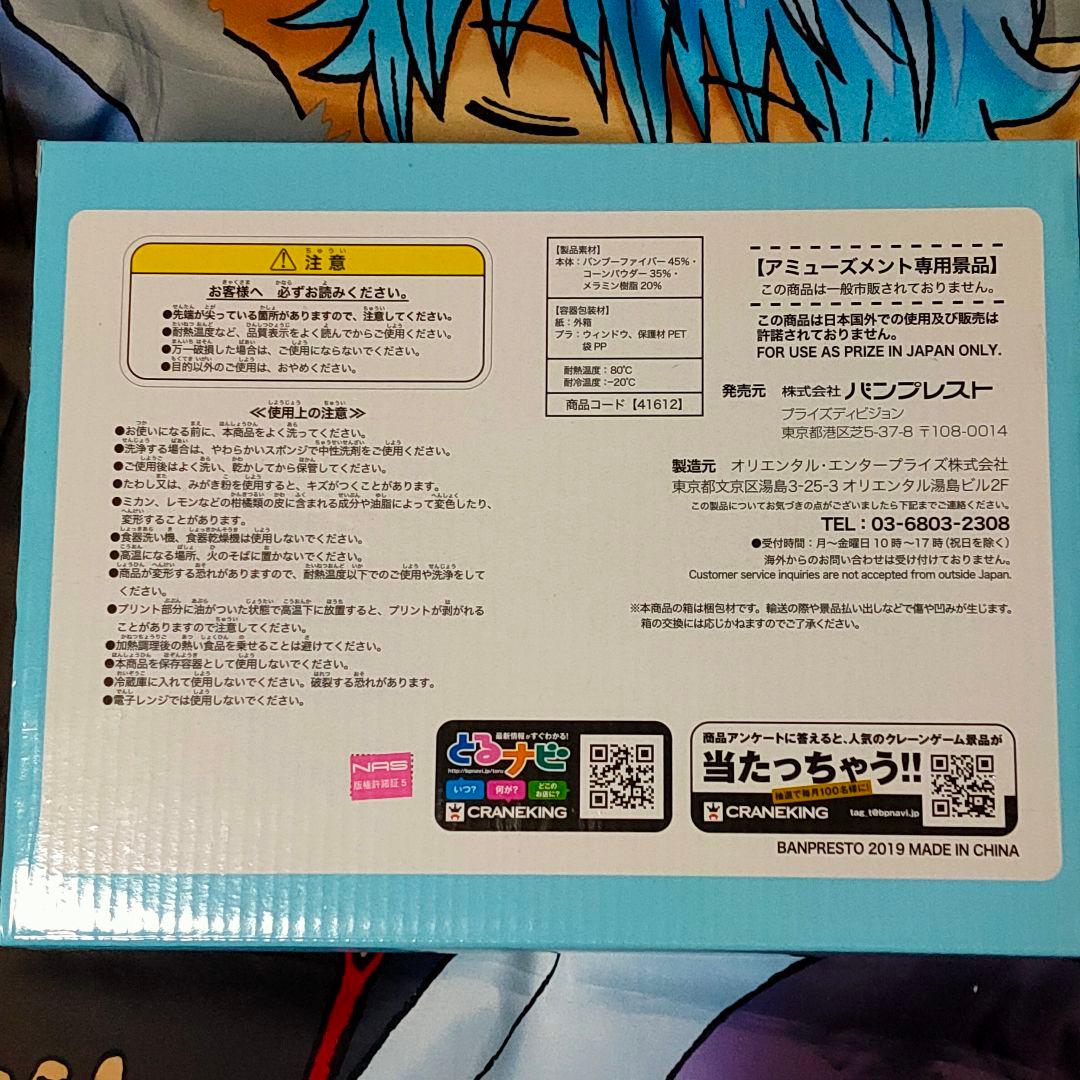 注意
お客様へ 必ずお読みください。
●先端が尖っている箇所がありますので、注意してください。
●耐熱温度など、品質表示をよく読んでからご使用ください。
●万一破損した場合は、ご使用にならないでください。
●目的以外のご使用は、おやめください。
≪使用上の注意≫
●お使いになる前に、本商品をよく洗ってください。
●洗浄する場合は、やわらかいスポンジで中性洗剤をご使用ください。
●ご使用後はよく洗い、乾かしてから保管してください。
●たわし又は、みがき粉を使用すると、キズがつくことがあります。
●ミカン、レモンなどの柑橘類の皮に含まれる成分や油脂によって変色したり、
変形することがあります。
●食器洗い機、食器乾燥機は使用しないでください。
●高温になる場所、火のそばに置かないでください。
●商品が変形する恐れがありますので、耐熱温度以下でのご使用や洗浄をして
ください。
●プリント部分に油がついた状態で高温下に放置すると、プリントが剥がれる
ことがありますので注意してください。
●加熱調理後の熱い食品を乗せることは避けてください。
●本商品を保存容器として使用しないでください。
●冷蔵庫に入れて使用しないでください。破裂する恐れがあります。
●電子レンジでは使用しないでください。
【製品素材】
本体：バンブーファイバー 45%・
コーンパウダー 35%・
メラミン樹脂 20%
【容器包装材】
紙：外箱
プラ：ウィンドウ、保護材 PET
袋 PP
耐熱温度：80℃
耐冷温度：-20℃
商品コード【41612】
【アミューズメント専用景品】
この商品は一般市販されておりません。
この商品は日本国外での使用及び販売は
許諾されておりません。
FOR USE AS PRIZE IN JAPAN ONLY.
発売元 株式会社 バンプレスト
プライズディビジョン
東京都港区芝5-37-8 〒108-0014
製造元 オリエンタル・エンタープライズ株式会社
東京都文京区湯島3-25-3 オリエンタル湯島ビル2F
この製品についてお気づきの点がございましたら下記までご連絡ください。
TEL：03-6803-2308
●受付時間：月～金曜日 10 時～17 時（祝日を除く）
海外からのお問い合わせは受け付けておりません。
Customer service inquiries are not accepted from outside Japan.
※本商品の箱は梱包材です。輸送の際や景品払い出しなどで傷や凹みが生じます。
箱の交換には応じかねますのでご了承ください。
NAS
版権許諾証 5
最新情報がすぐわかる!
とるナビ
http://bpnavi.jp/toru
いつ?
何が?
どこの
お店に?
CRANEKING
商品アンケートに答えると、人気のクレーンゲーム景品が
当たっちゃう!!
抽選で毎月100名様に!
CRANEKING
tag_t@bpnavi.jp
BANPRESTO 2019 MADE IN CHINA